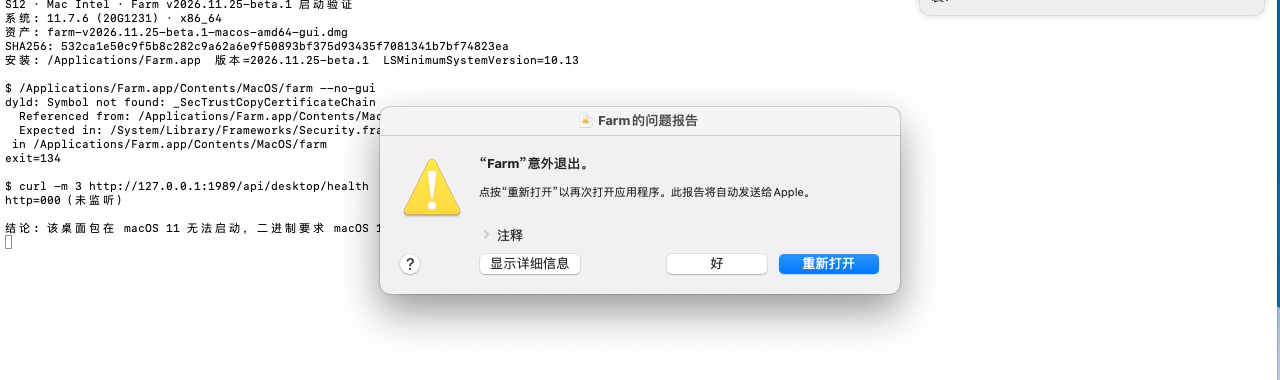 S12 · Mac Intel · Farm v2026.11.25-beta.1 启动验证
系统: 11.7.6 (20G1231) · x86_64
资产: farm-v2026.11.25-beta.1-macos-amd64-gui.dmg
SHA256: 532ca1e50c9f5b8c282c9a62a6e9f50893bf375d93435f7081341b7bf74823ea
安装: /Applications/Farm.app 版本=2026.11.25-beta.1 LSMinimumSystemVersion=10.13
$ /Applications/Farm.app/Contents/MacOS/farm --no-gui
dyld: Symbol not found: _SecTrustCopyCertificateChain
Referenced from: /Applications/Farm.app/Contents/Mac
Expected in: /System/Library/Frameworks/Security.fra
in /Applications/Farm.app/Contents/MacOS/farm
exit=134
$ curl -m 3 http://127.0.0.1:1989/api/desktop/health
http=000 (未监听)
结论: 该桌面包在 macOS 11 无法启动, 二进制要求 macOS 1
Farm的问题报告
“Farm”意外退出。
点按“重新打开”以再次打开应用程序。此报告将自动发送给Apple。
注释
?
显示详细信息
好
重新打开